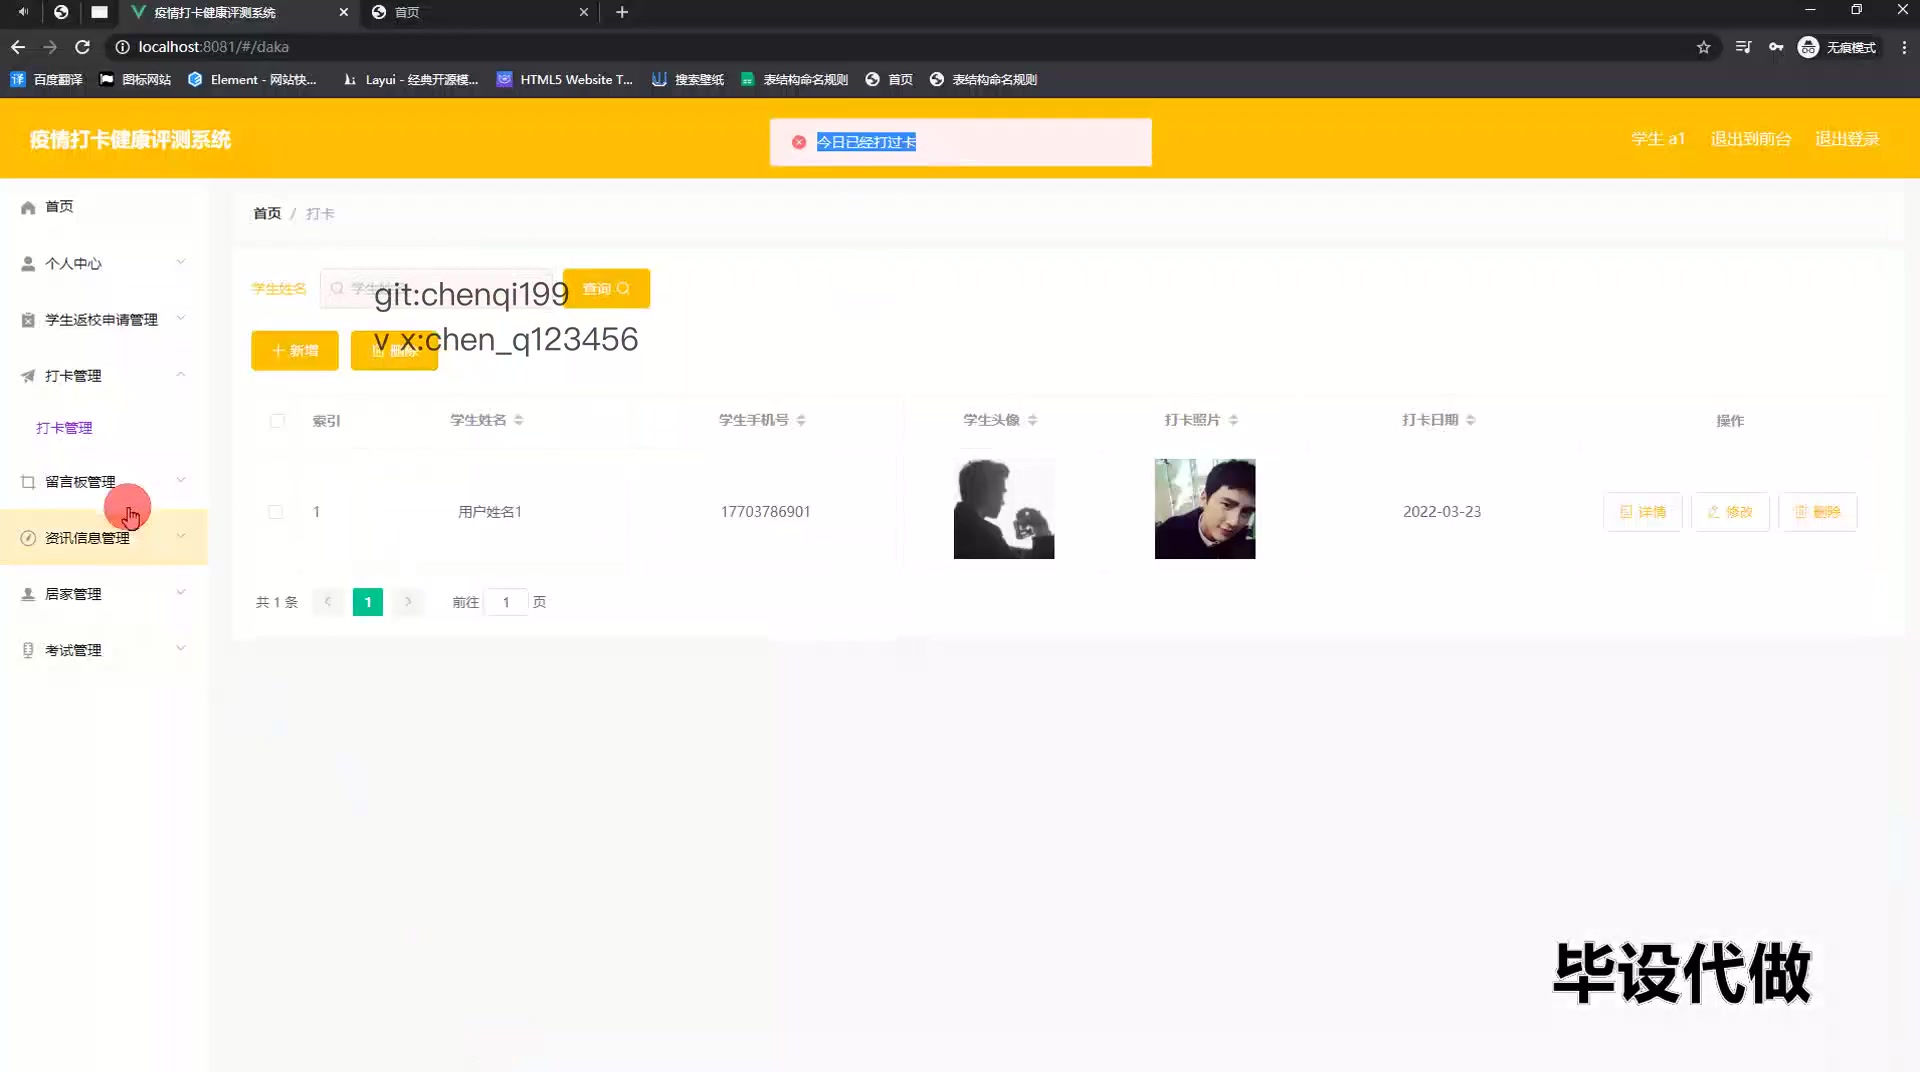 疫情打卡健康评测系统
首页
localhost:8081/#/daka
无痕模式
百度翻译
图标网站
Element - 网站快...
Layui - 经典开源模...
HTML5 Website T...
搜索壁纸
表结构命名规则
首页
表结构命名规则
疫情打卡健康评测系统
今日已经打过卡
学生 a1
退出到前台
退出登录
首页
个人中心
学生返校申请管理
打卡管理
打卡管理
留言板管理
资讯信息管理
居家管理
考试管理
首页 / 打卡
学生姓名
查询
git:chenqi199
新增
删除
v x:chen_q123456
索引
学生姓名
学生手机号
学生头像
打卡照片
打卡日期
操作
1
用户姓名1
17703786901
2022-03-23
详情
修改
删除
共 1 条
1
前往
1
页
毕设代做